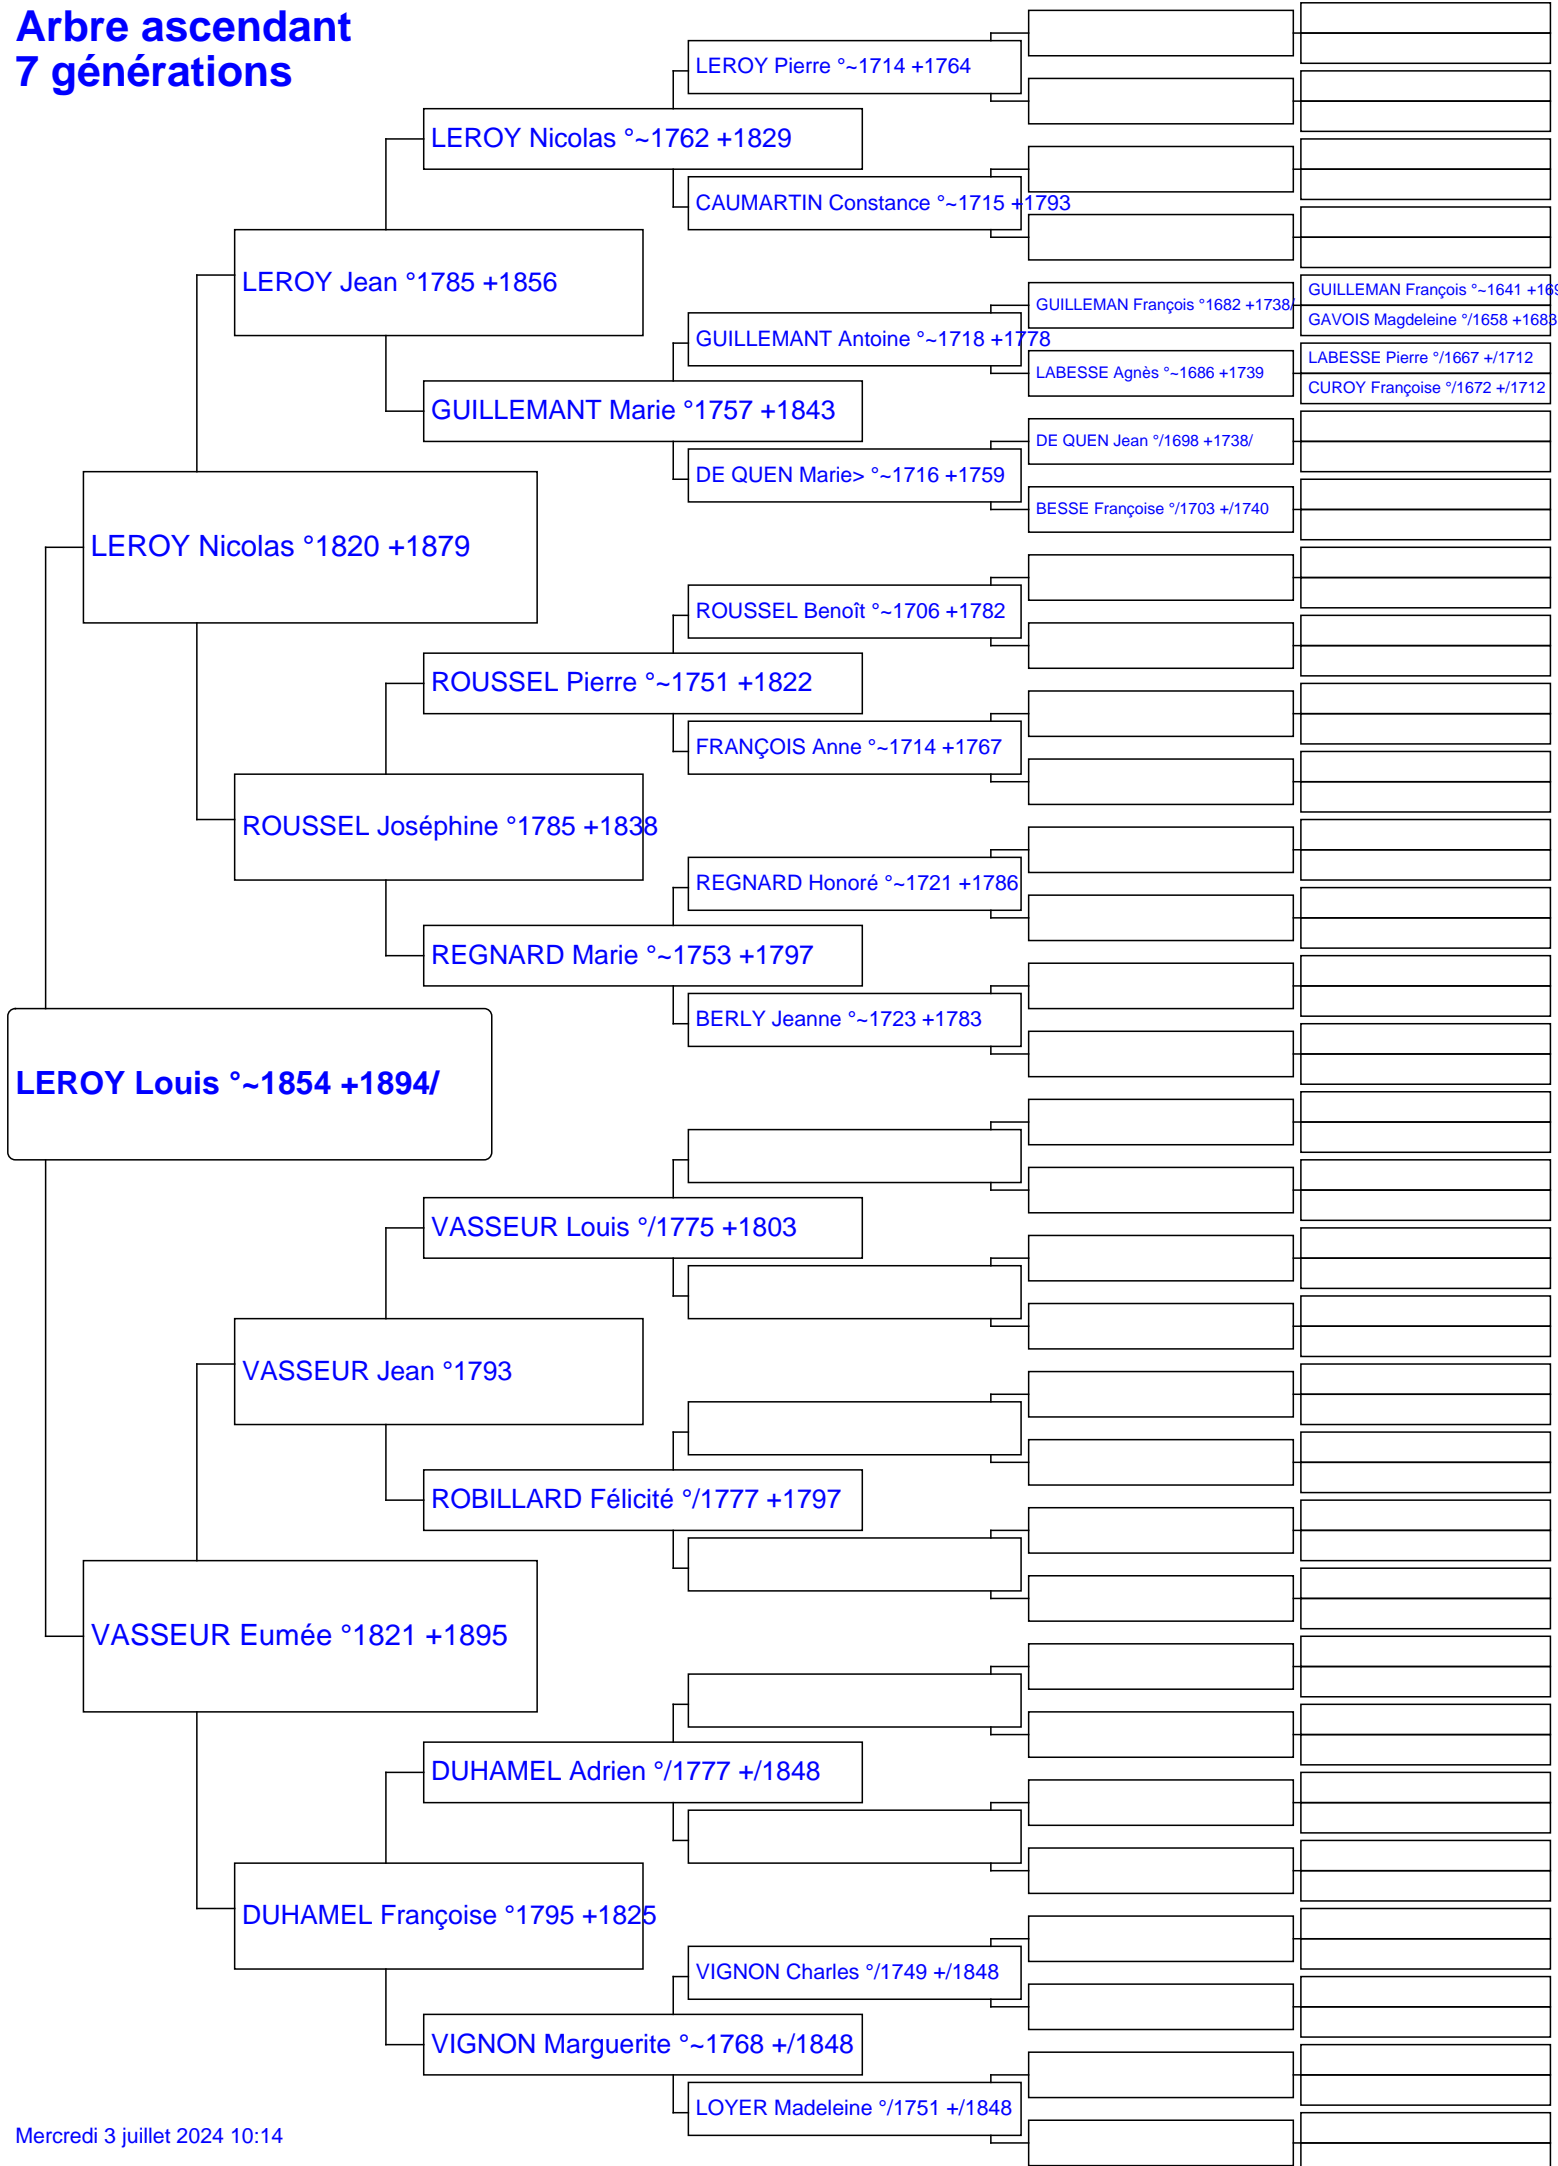 Arbre ascendant
7 générations
LEROY Pierre °~1714 +1764
LEROY Nicolas °~1762 +1829
CAUMARTIN Constance °~1715 +1793
LEROY Jean °1785 +1856
GUILLEMAN François °~1641 +169
GUILLEMAN François °1682 +1738/
GAVOIS Magdeleine °/1658 +1683
GUILLEMANT Antoine °~1718 +1778
LABESSE Pierre °/1667 +/1712
LABESSE Agnès °~1686 +1739
CUROY Françoise °/1672 +/1712
GUILLEMANT Marie °1757 +1843
DE QUEN Jean °/1698 +1738/
DE QUEN Marie> °~1716 +1759
BESSE Françoise °/1703 +/1740
LEROY Nicolas °1820 +1879
ROUSSEL Benoît °~1706 +1782
ROUSSEL Pierre °~1751 +1822
FRANÇOIS Anne °~1714 +1767
ROUSSEL Joséphine °1785 +1838
REGNARD Honoré °~1721 +1786
REGNARD Marie °~1753 +1797
BERLY Jeanne °~1723 +1783
LEROY Louis °~1854 +1894/
VASSEUR Louis °/1775 +1803
VASSEUR Jean °1793
ROBILLARD Félicité °/1777 +1797
VASSEUR Eumée °1821 +1895
DUHAMEL Adrien °/1777 +/1848
DUHAMEL Françoise °1795 +1825
VIGNON Charles °/1749 +/1848
VIGNON Marguerite °~1768 +/1848
LOYER Madeleine °/1751 +/1848
Mercredi 3 juillet 2024 10:14